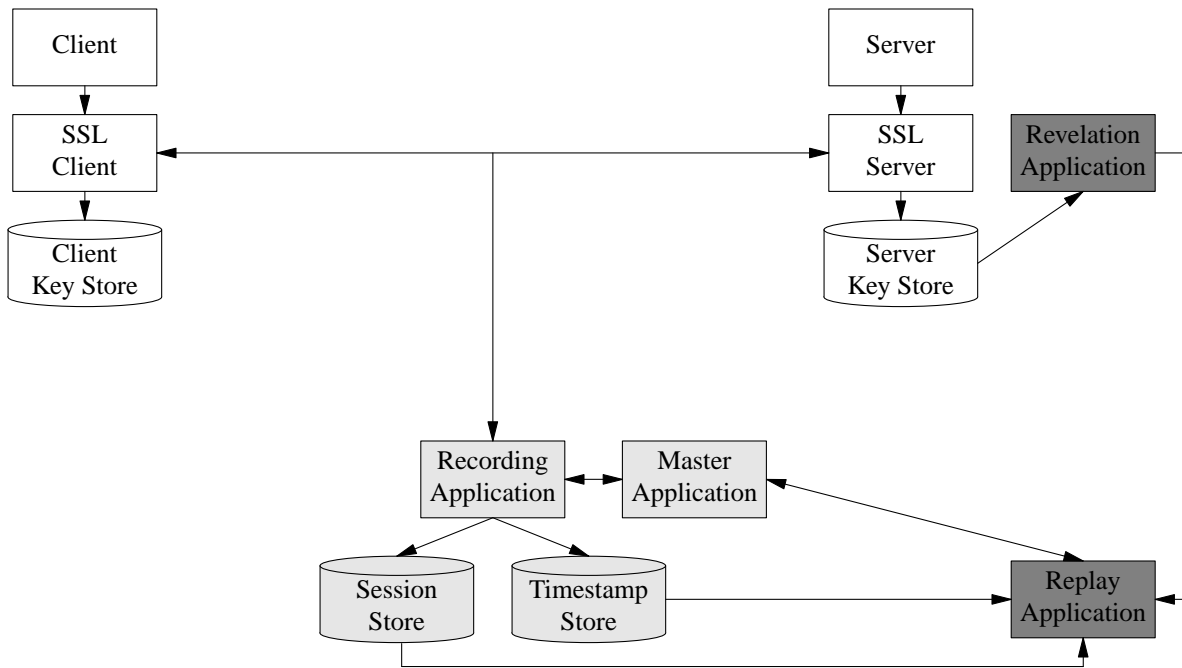 Client
Server
SSL
Client
SSL
Server
Revelation
Application
Client
Key Store
Server
Key Store
Recording
Application
Master
Application
Session
Store
Timestamp
Store
Replay
Application